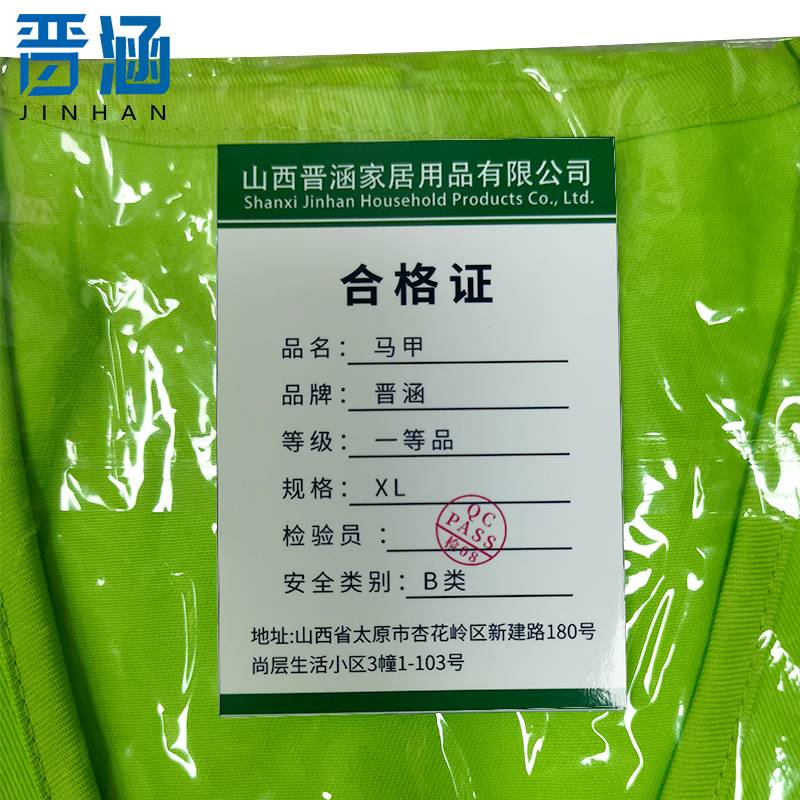 晋涵
JINHAN
山西晋涵家居用品有限公司
Shanxi Jinhan Household Products Co., Ltd.
合格证
品名：马甲
品牌：晋涵
等级：一等品
规格：XL
检验员：
QC
PASS
检08
安全类别：B类
地址:山西省太原市杏花岭区新建路180号
尚层生活小区3幢1-103号